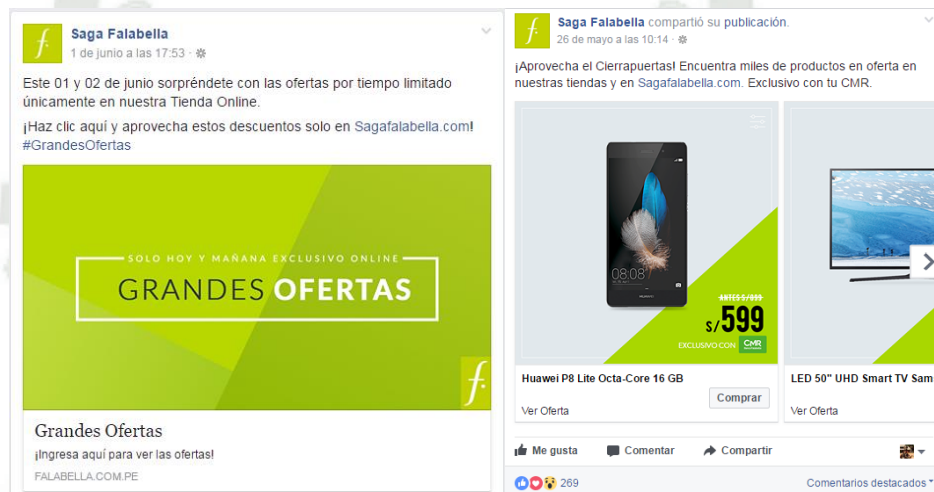 Saga Falabella
1 de junio a las 17:53
Este 01 y 02 de junio sorpréndete con las ofertas por tiempo limitado
únicamente en nuestra Tienda Online.
¡Haz clic aquí y aprovecha estos descuentos solo en Sagafalabella.com!
#GrandesOfertas
SOLO HOY Y MAÑANA EXCLUSIVO ONLINE
GRANDES OFERTAS
f.
Grandes Ofertas
¡Ingresa aquí para ver las ofertas!
FALABELLA.COM.PE
Saga Falabella compartió su publicación.
26 de mayo a las 10:14
¡Aprovecha el Cierrapuertas! Encuentra miles de productos en oferta en
nuestras tiendas y en Sagafalabella.com. Exclusivo con tu CMR.
08:08
HUAWEI
ANTES S/899
S/599
EXCLUSIVO CON CMR
Huawei P8 Lite Octa-Core 16 GB
Comprar
Ver Oferta
LED 50" UHD Smart TV Sam
Ver Oferta
Me gusta Comentar Compartir
269
Comentarios destacados